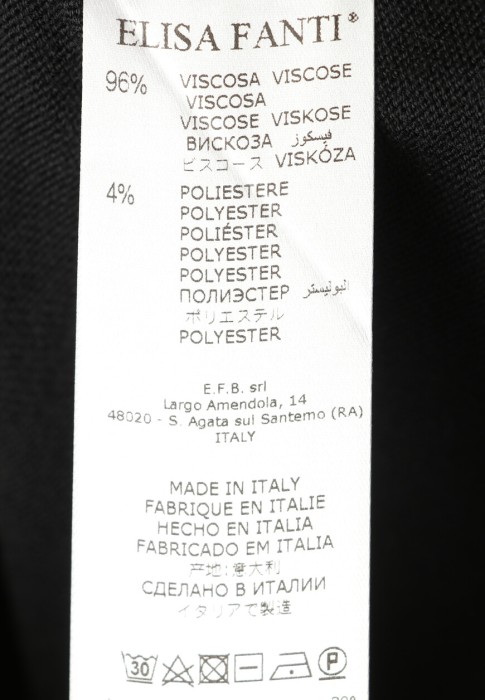 ELISA FANTI®
96% VISCOSA VISCOSE
VISCOSA
VISCOSE VISKOSE
ВИСКОЗА فيسكوز
ビスコース VISKÓZA
4% POLIESTERE
POLYESTER
POLIÉSTER
POLYESTER
POLYESTER
ПОЛИЭСТЕР البوليستر
ポリエステル
POLYESTER
E.F.B. srl
Largo Amendola, 14
48020 - S. Agata sul Santerno (RA)
ITALY
MADE IN ITALY
FABRIQUE EN ITALIE
HECHO EN ITALIA
FABRICADO EM ITALIA
产地:意大利
СДЕЛАНО В ИТАЛИИ
イタリアで製造
30 P